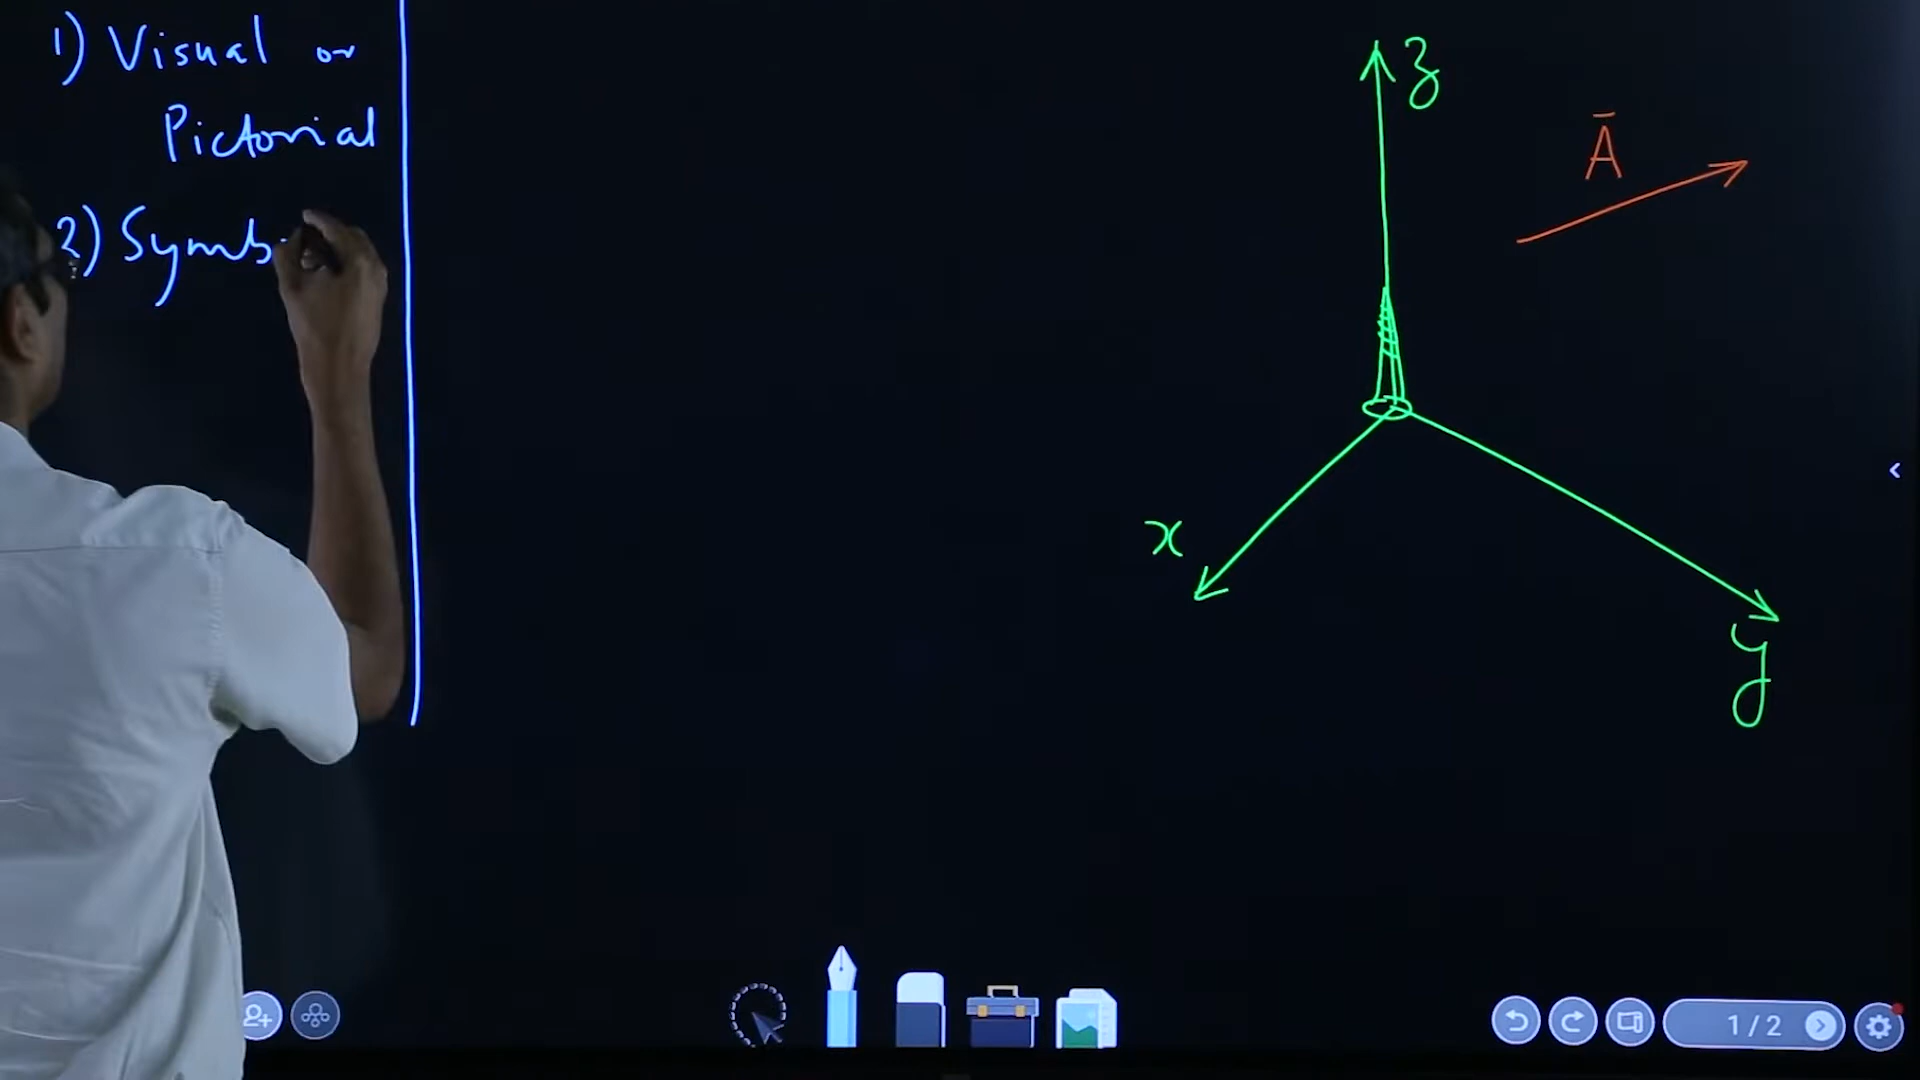 1) Visual or
Pictorial
2) Symb
z
Ā
x
y
1/2